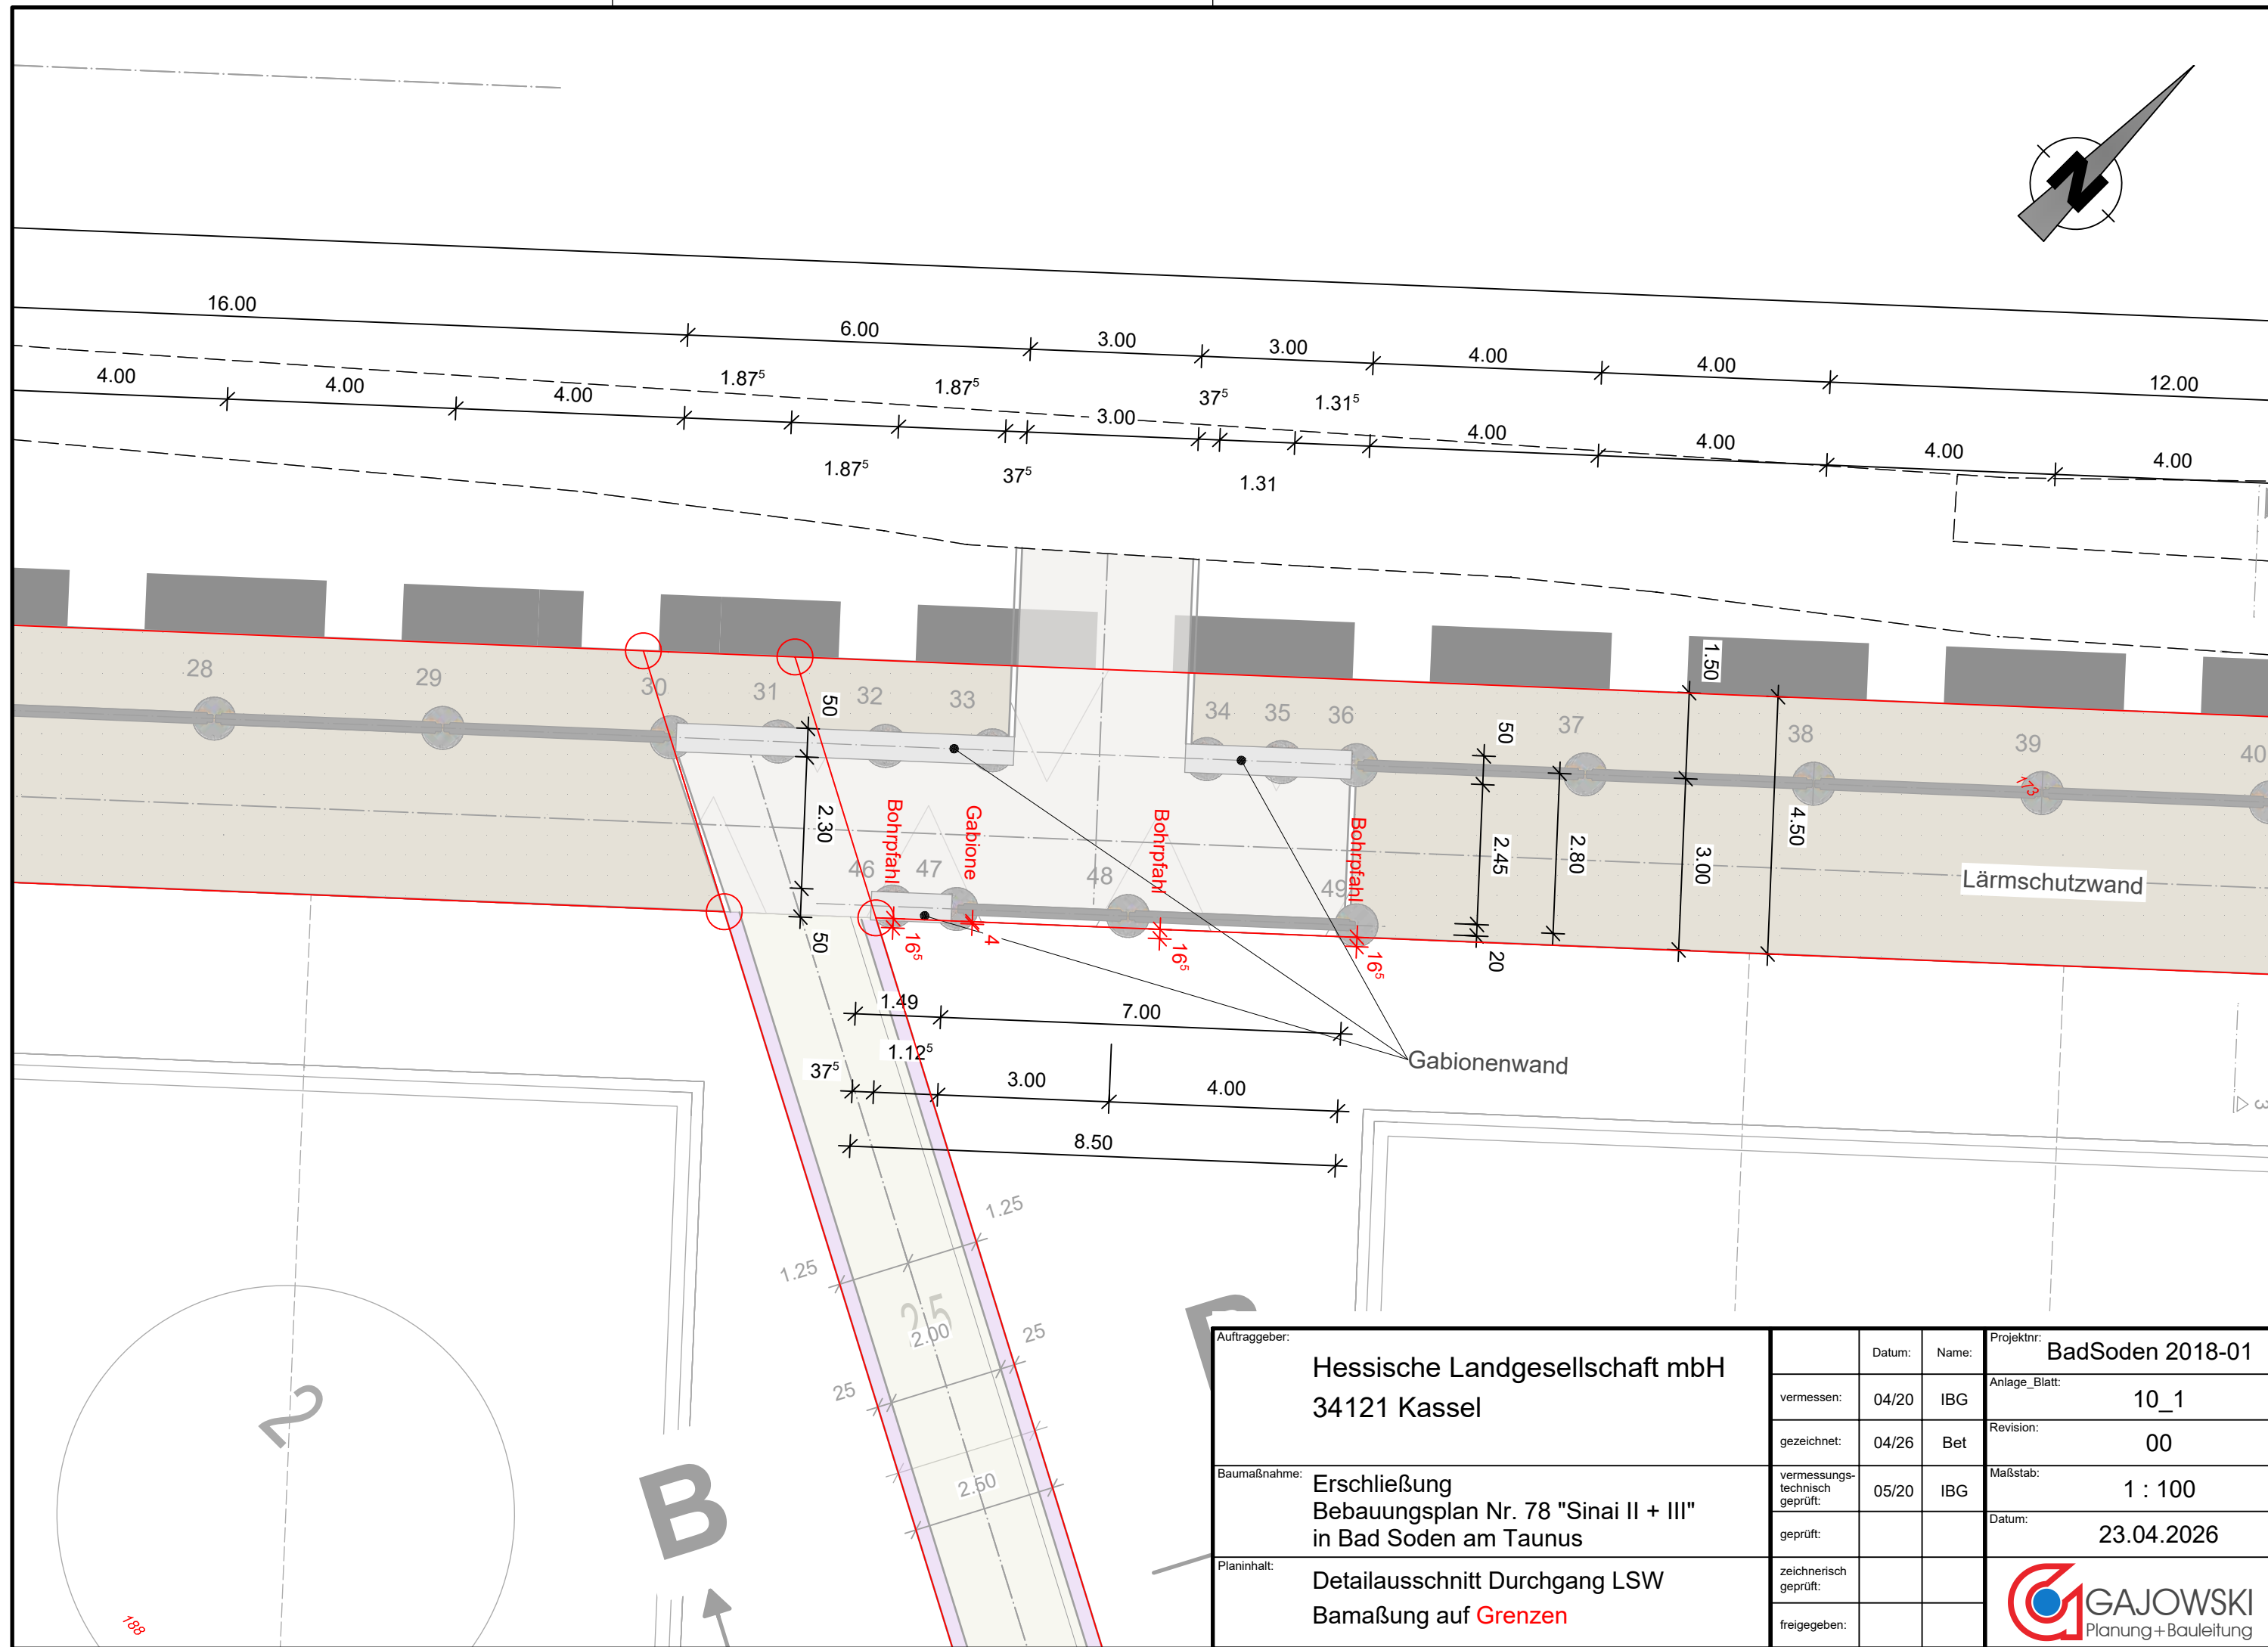 N
16.00
6.00
3.00
3.00
4.00
4.00
12.00
4.00
4.00
4.00
1.87⁵
1.87⁵
3.00
37⁵
1.31⁵
4.00
4.00
4.00
4.00
1.87⁵
37⁵
1.31
28
29
30
31
32
33
34
35
36
37
38
39
40
50
2.30
50
50
2.45
20
2.80
1.50
3.00
4.50
173
Lärmschutzwand
46
47
48
49
Bohrpfahl
Gabione
Bohrpfahl
Bohrpfahl
16⁵
4
16⁵
16⁵
1.49
7.00
37⁵
1.12⁵
3.00
4.00
8.50
Gabionenwand
3
1.25
1.25
2.5
2.00
25
25
2.50
2
B
188
Auftraggeber:
Hessische Landgesellschaft mbH
34121 Kassel
Baumaßnahme:
Erschließung
Bebauungsplan Nr. 78 "Sinai II + III"
in Bad Soden am Taunus
Planinhalt:
Detailausschnitt Durchgang LSW
Bamaßung auf Grenzen
Datum: Name:
vermessen: 04/20 IBG
gezeichnet: 04/26 Bet
vermessungs-
technisch
geprüft: 05/20 IBG
geprüft:
zeichnerisch
geprüft:
freigegeben:
Projektnr: BadSoden 2018-01
Anlage_Blatt:
10_1
Revision:
00
Maßstab:
1 : 100
Datum:
23.04.2026
GAJOWSKI
Planung+Bauleitung